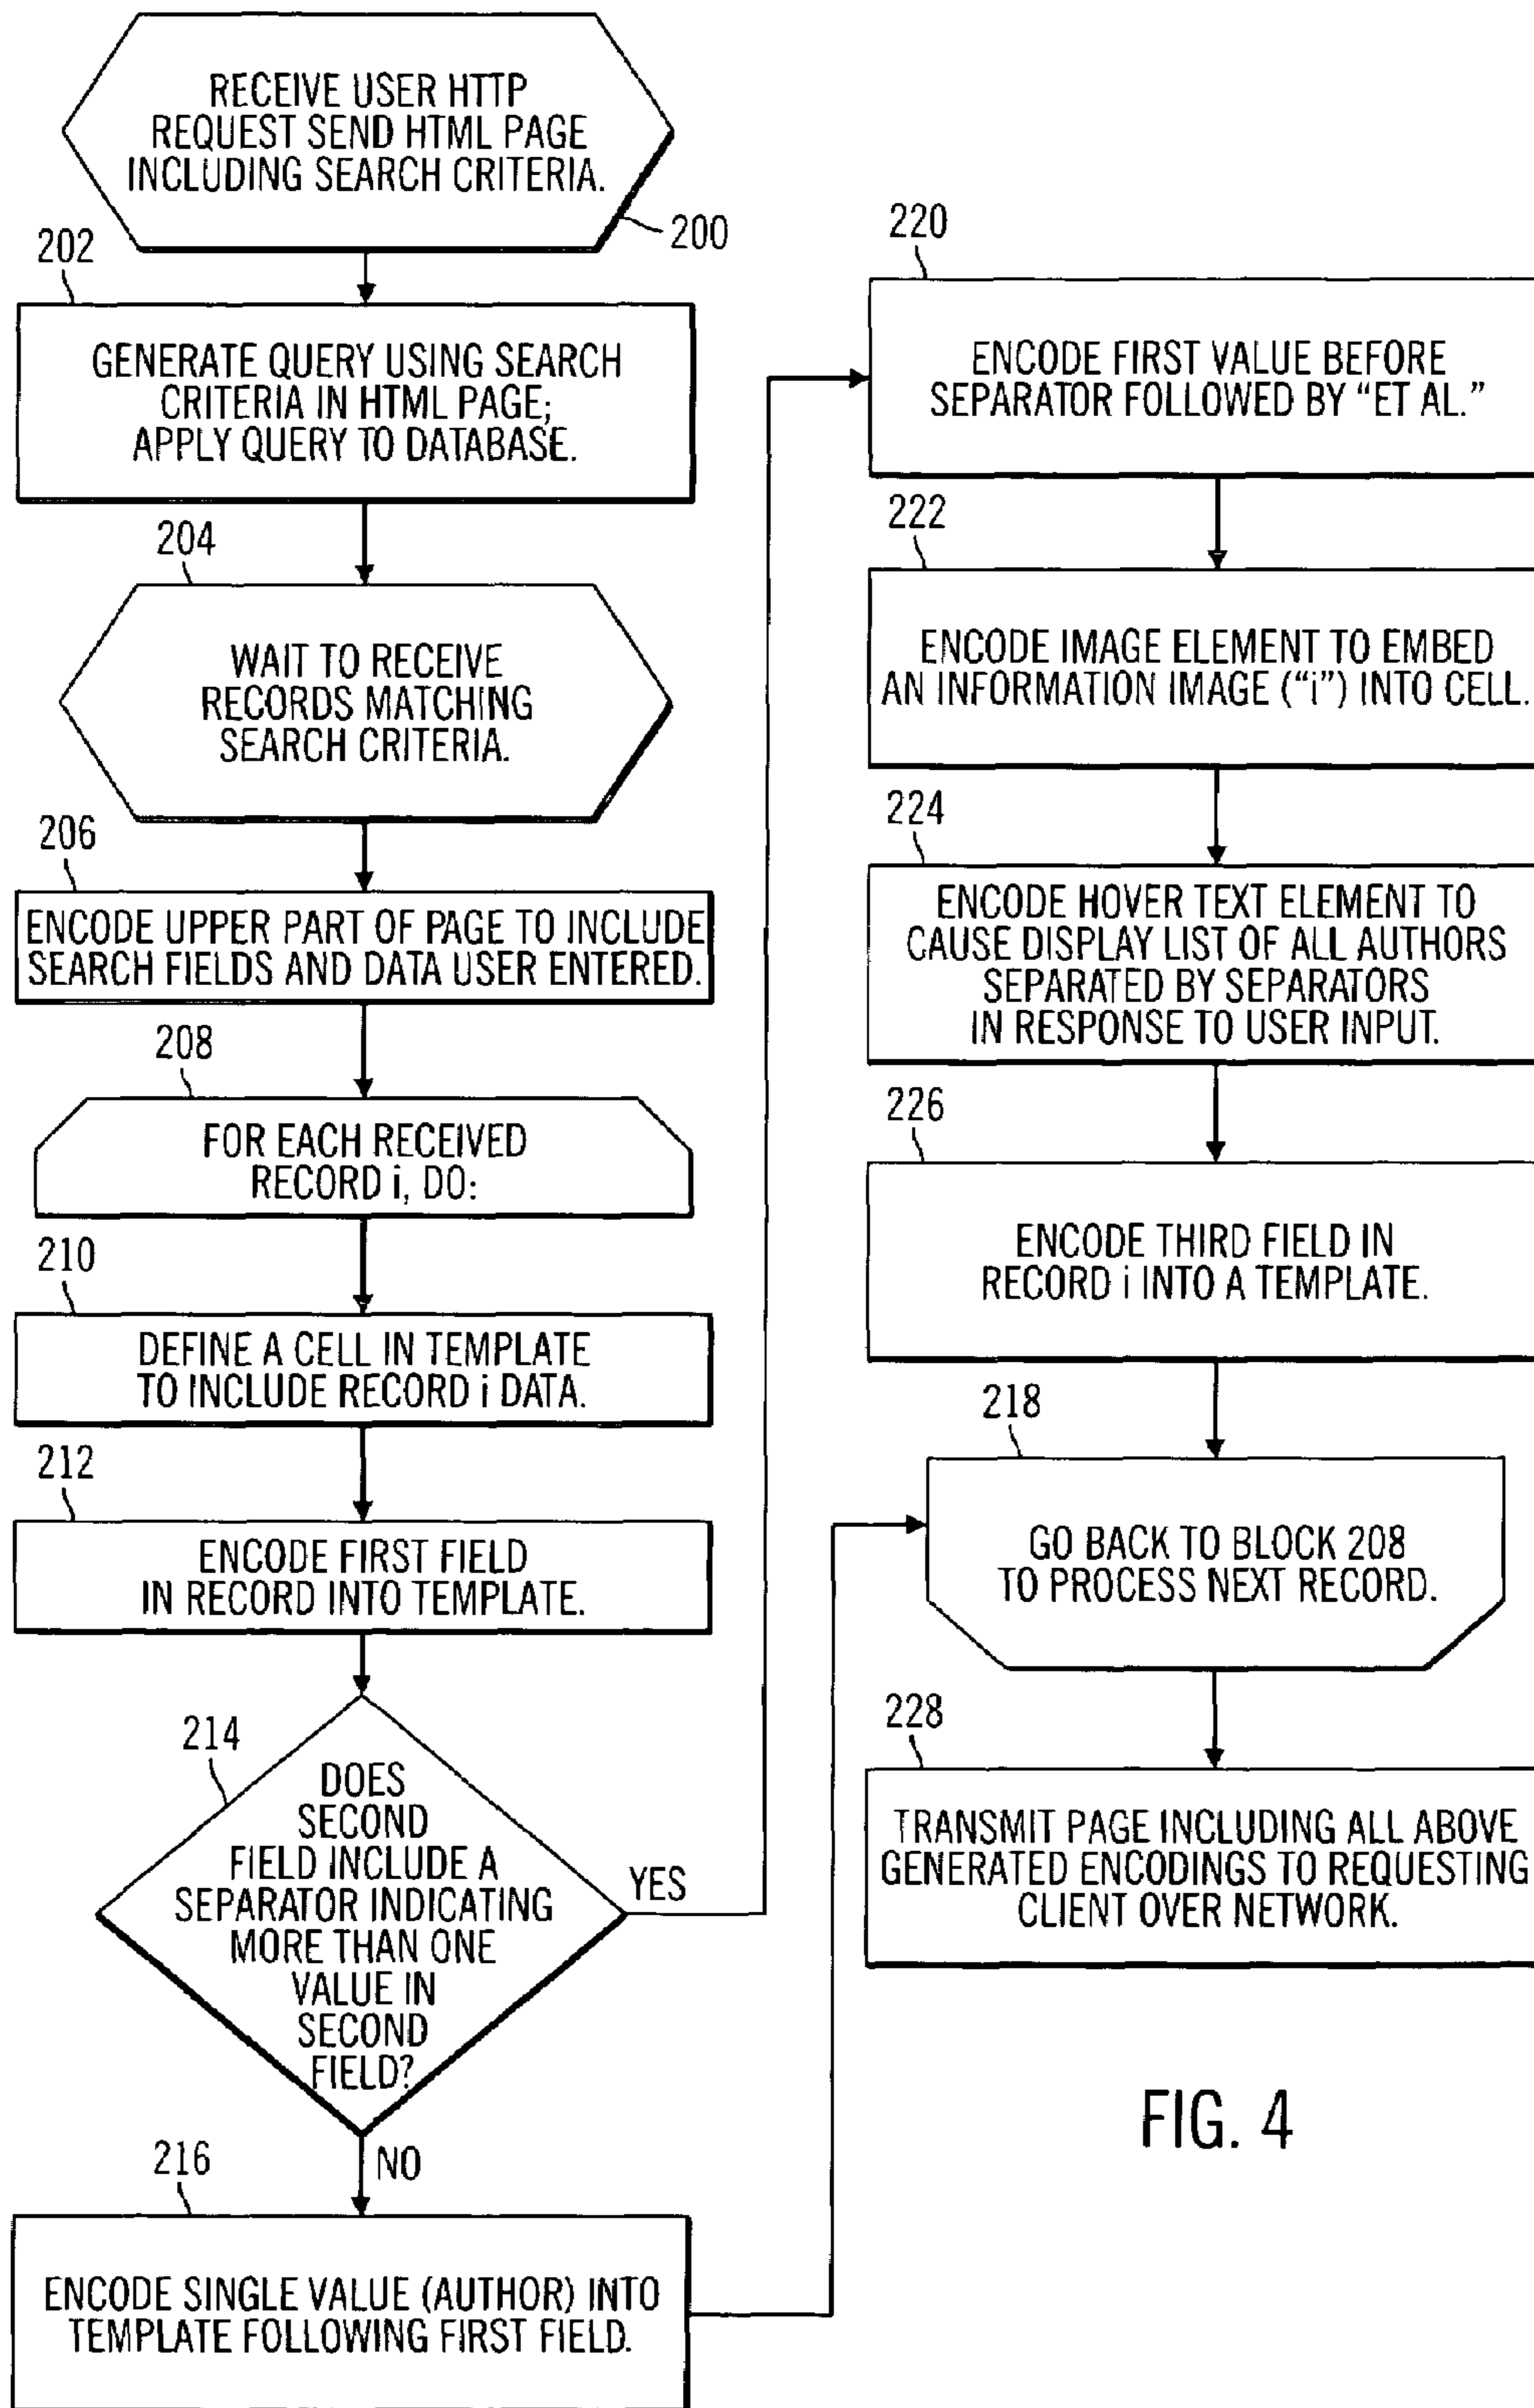 RECEIVE USER HTTP
REQUEST SEND HTML PAGE
INCLUDING SEARCH CRITERIA.
200
202
GENERATE QUERY USING SEARCH
CRITERIA IN HTML PAGE;
APPLY QUERY TO DATABASE.
204
WAIT TO RECEIVE
RECORDS MATCHING
SEARCH CRITERIA.
206
ENCODE UPPER PART OF PAGE TO INCLUDE
SEARCH FIELDS AND DATA USER ENTERED.
208
FOR EACH RECEIVED
RECORD i, DO:
210
DEFINE A CELL IN TEMPLATE
TO INCLUDE RECORD i DATA.
212
ENCODE FIRST FIELD
IN RECORD INTO TEMPLATE.
214
DOES
SECOND
FIELD INCLUDE A
SEPARATOR INDICATING
MORE THAN ONE
VALUE IN
SECOND
FIELD?
YES
NO
216
ENCODE SINGLE VALUE (AUTHOR) INTO
TEMPLATE FOLLOWING FIRST FIELD.
220
ENCODE FIRST VALUE BEFORE
SEPARATOR FOLLOWED BY “ET AL.”
222
ENCODE IMAGE ELEMENT TO EMBED
AN INFORMATION IMAGE (“i”) INTO CELL.
224
ENCODE HOVER TEXT ELEMENT TO
CAUSE DISPLAY LIST OF ALL AUTHORS
SEPARATED BY SEPARATORS
IN RESPONSE TO USER INPUT.
226
ENCODE THIRD FIELD IN
RECORD i INTO A TEMPLATE.
218
GO BACK TO BLOCK 208
TO PROCESS NEXT RECORD.
228
TRANSMIT PAGE INCLUDING ALL ABOVE
GENERATED ENCODINGS TO REQUESTING
CLIENT OVER NETWORK.
FIG. 4